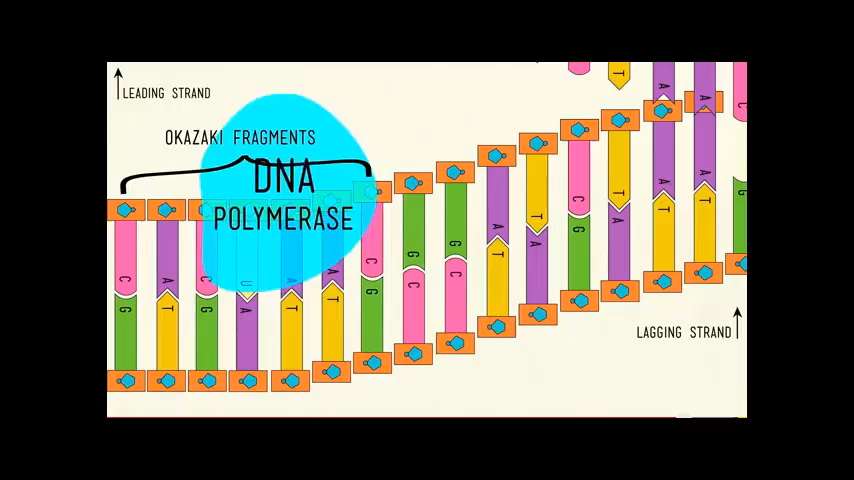 LEADING STRAND
OKAZAKI FRAGMENTS
DNA
POLYMERASE
T A A C
A A
C A C U A A C G G A T C T
G T G A T T G C C T A G A T T G
LAGGING STRAND